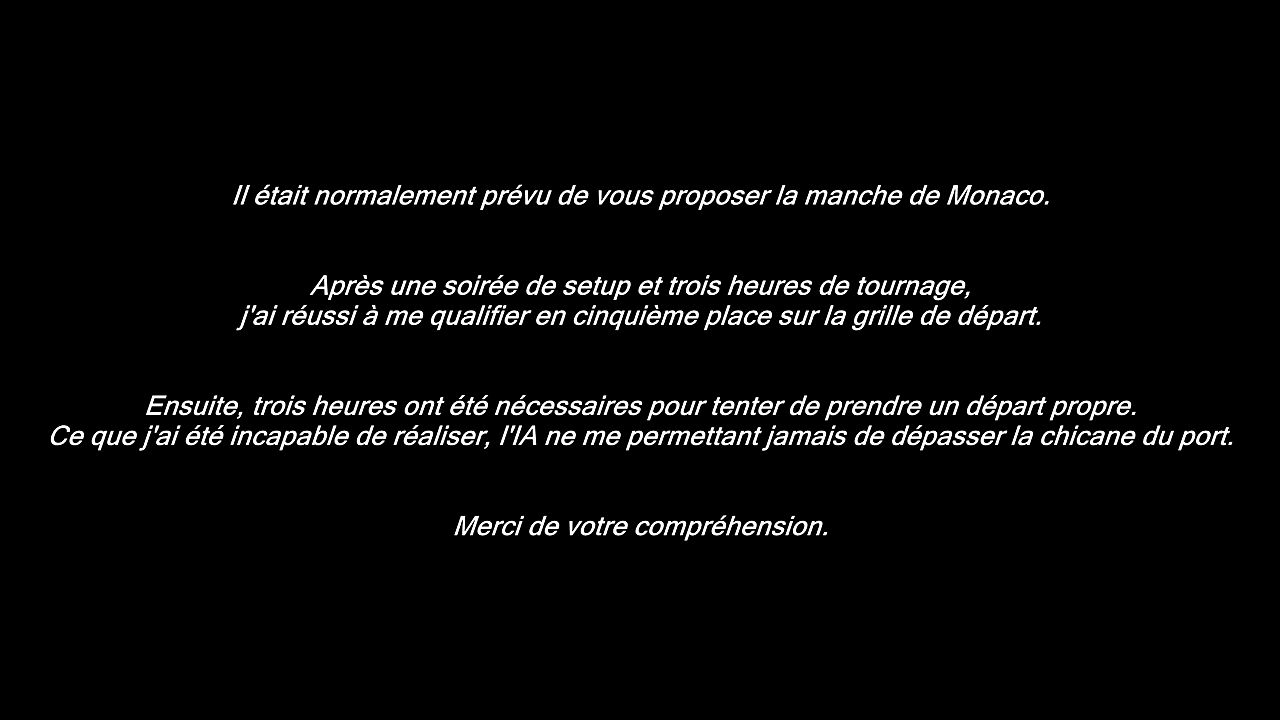 Il était normalement prévu de vous proposer la manche de Monaco.
Après une soirée de setup et trois heures de tournage,
j'ai réussi à me qualifier en cinquième place sur la grille de départ.
Ensuite, trois heures ont été nécessaires pour tenter de prendre un départ propre.
Ce que j'ai été incapable de réaliser, l'IA ne me permettant jamais de dépasser la chicane du port.
Merci de votre compréhension.